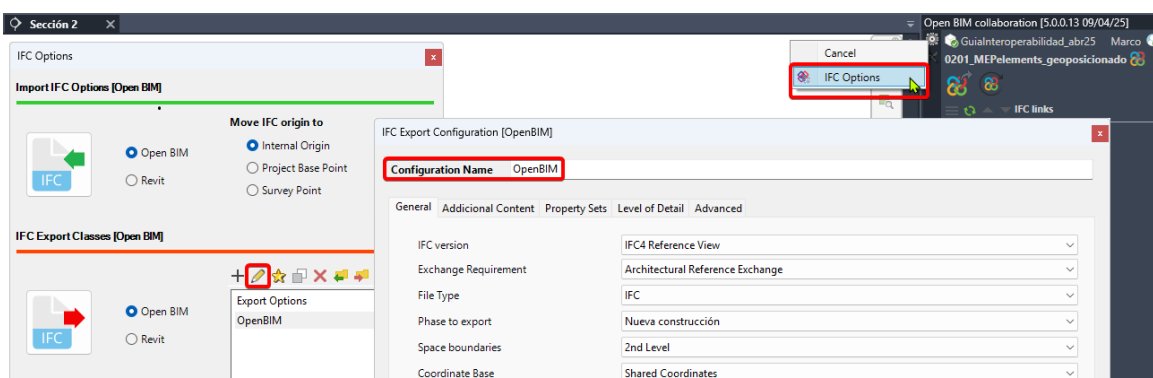 Sección 2
Open BIM collaboration [5.0.0.13 09/04/25]
GuiaInteroperabilidad_abr25 Marco
0201_MEPelements_geoposicionado
IFC links
Cancel
IFC Options
IFC Options
Import IFC Options [Open BIM]
Move IFC origin to
IFC
Open BIM
Revit
Internal Origin
Project Base Point
Survey Point
IFC Export Classes [Open BIM]
IFC
Open BIM
Revit
Export Options
OpenBIM
IFC Export Configuration [OpenBIM]
Configuration Name OpenBIM
General Addicional Content Property Sets Level of Detail Advanced
IFC version IFC4 Reference View
Exchange Requirement Architectural Reference Exchange
File Type IFC
Phase to export Nueva construcción
Space boundaries 2nd Level
Coordinate Base Shared Coordinates